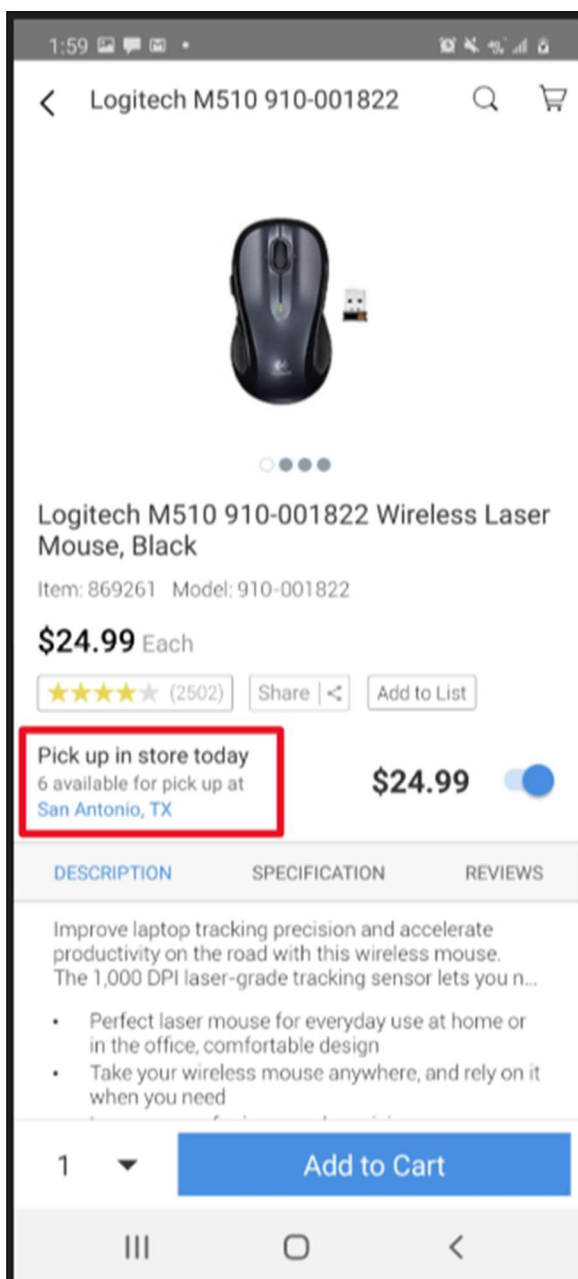 1:59
Logitech M510 910-001822
Logitech M510 910-001822 Wireless Laser
Mouse, Black
Item: 869261 Model: 910-001822
$24.99 Each
(2502) Share Add to List
Pick up in store today
6 available for pick up at
San Antonio, TX
$24.99
DESCRIPTION SPECIFICATION REVIEWS
Improve laptop tracking precision and accelerate
productivity on the road with this wireless mouse.
The 1,000 DPI laser-grade tracking sensor lets you n...
• Perfect laser mouse for everyday use at home or
in the office, comfortable design
• Take your wireless mouse anywhere, and rely on it
when you need
1
Add to Cart